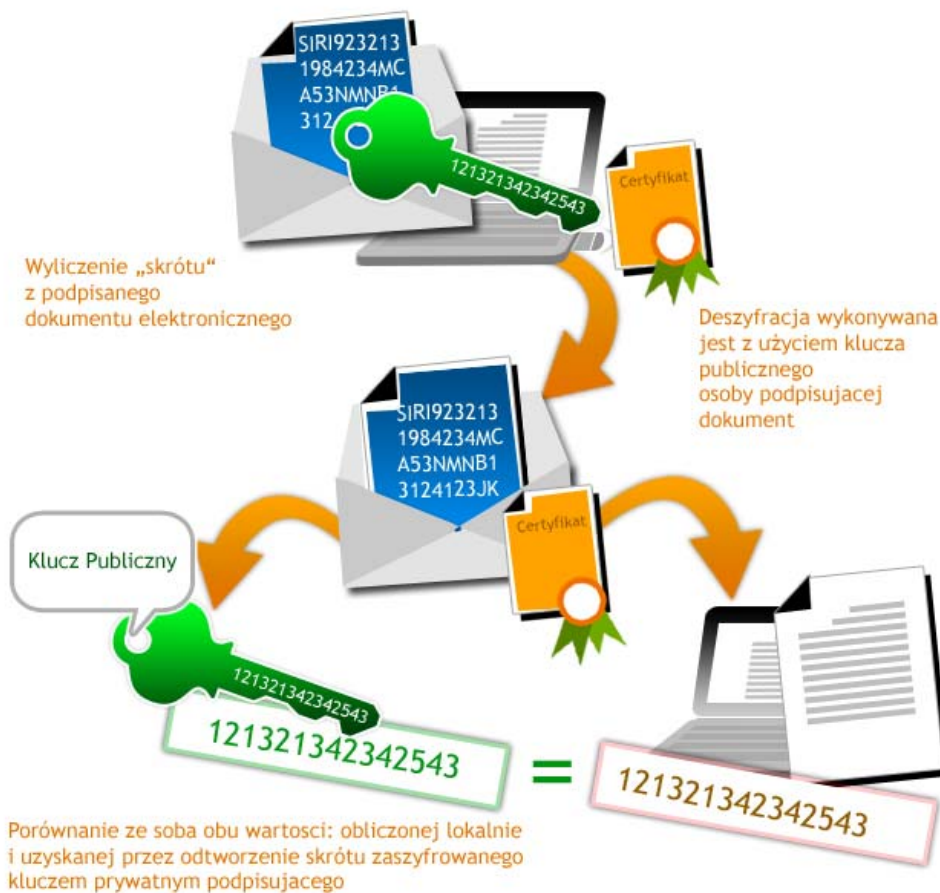 SIRI923213
1984234MC
A53NMNB1
312
121321342342543
Certyfikat
Wyliczenie „skrótu“
z podpisanego
dokumentu elektronicznego
Deszyfracja wykonywana
jest z użyciem klucza
publicznego
osoby podpisujacej
dokument
SIRI923213
1984234MC
A53NMNB1
3124123JK
Certyfikat
Klucz Publiczny
121321342342543
121321342342543
=
121321342342543
Porównanie ze soba obu wartosci: obliczonej lokalnie
i uzyskanej przez odtworzenie skrótu zaszyfrowanego
kluczem prywatnym podpisujacego